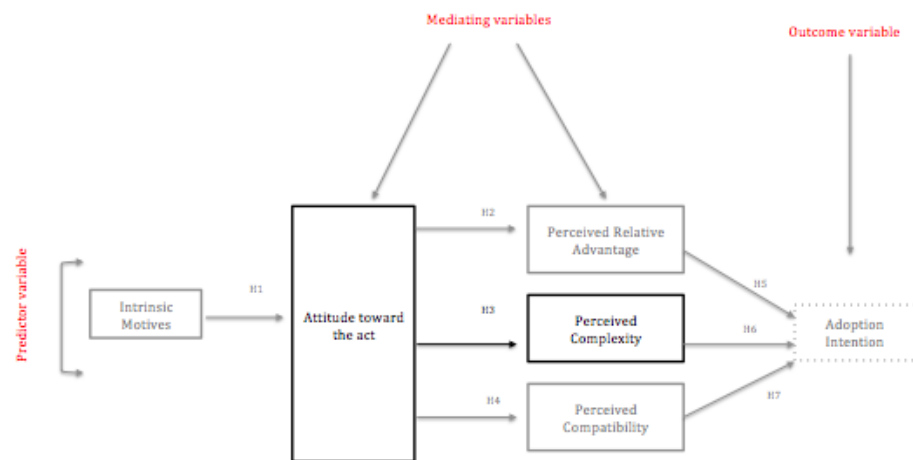 Mediating variables
Outcome variable
Predictor variable
Intrinsic
Motives
H1
Attitude toward
the act
H2
H3
H4
Perceived Relative
Advantage
Perceived
Complexity
Perceived
Compatibility
H5
H6
H7
Adoption
Intention